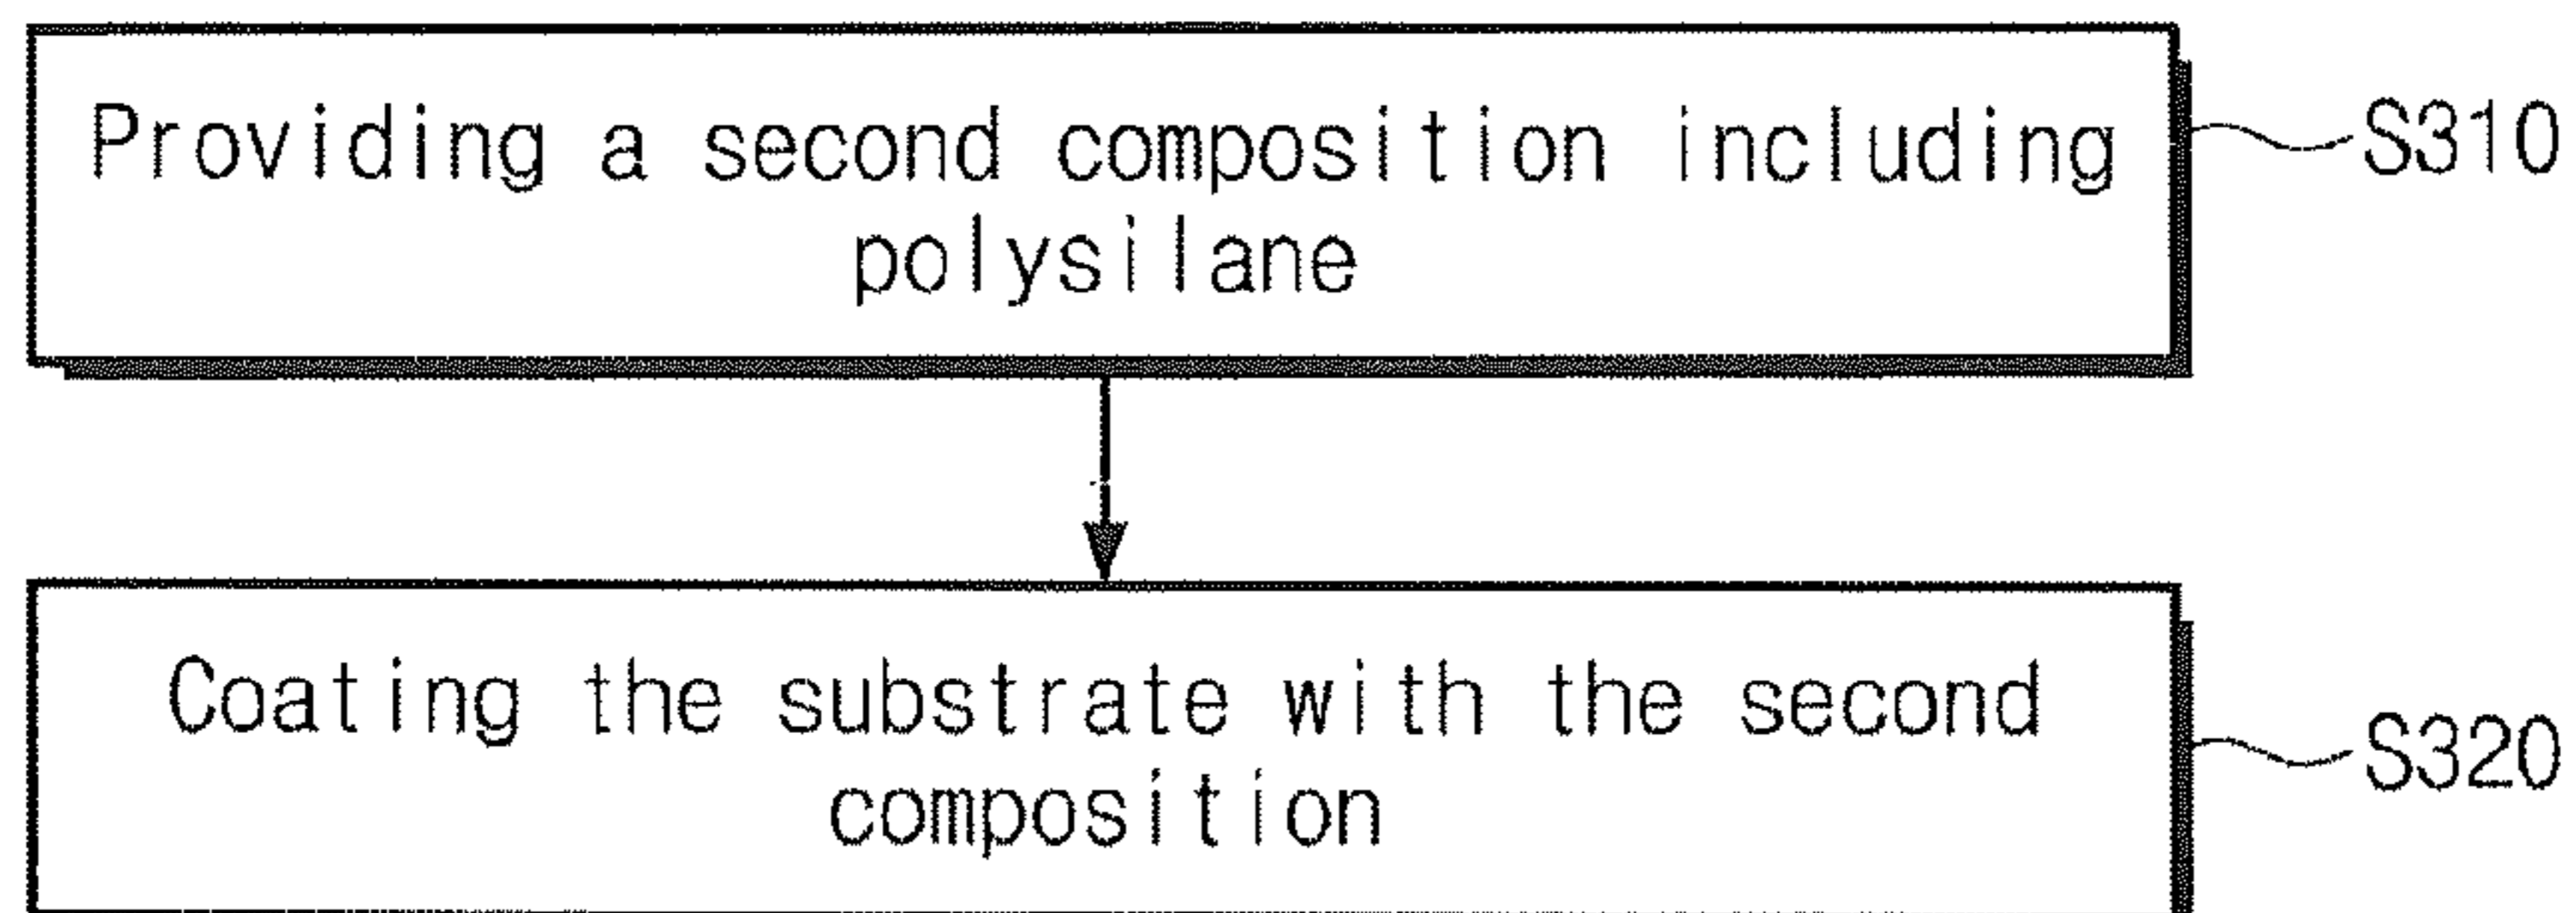 Providing a second composition including
polysilane
S310
Coating the substrate with the second
composition
S320